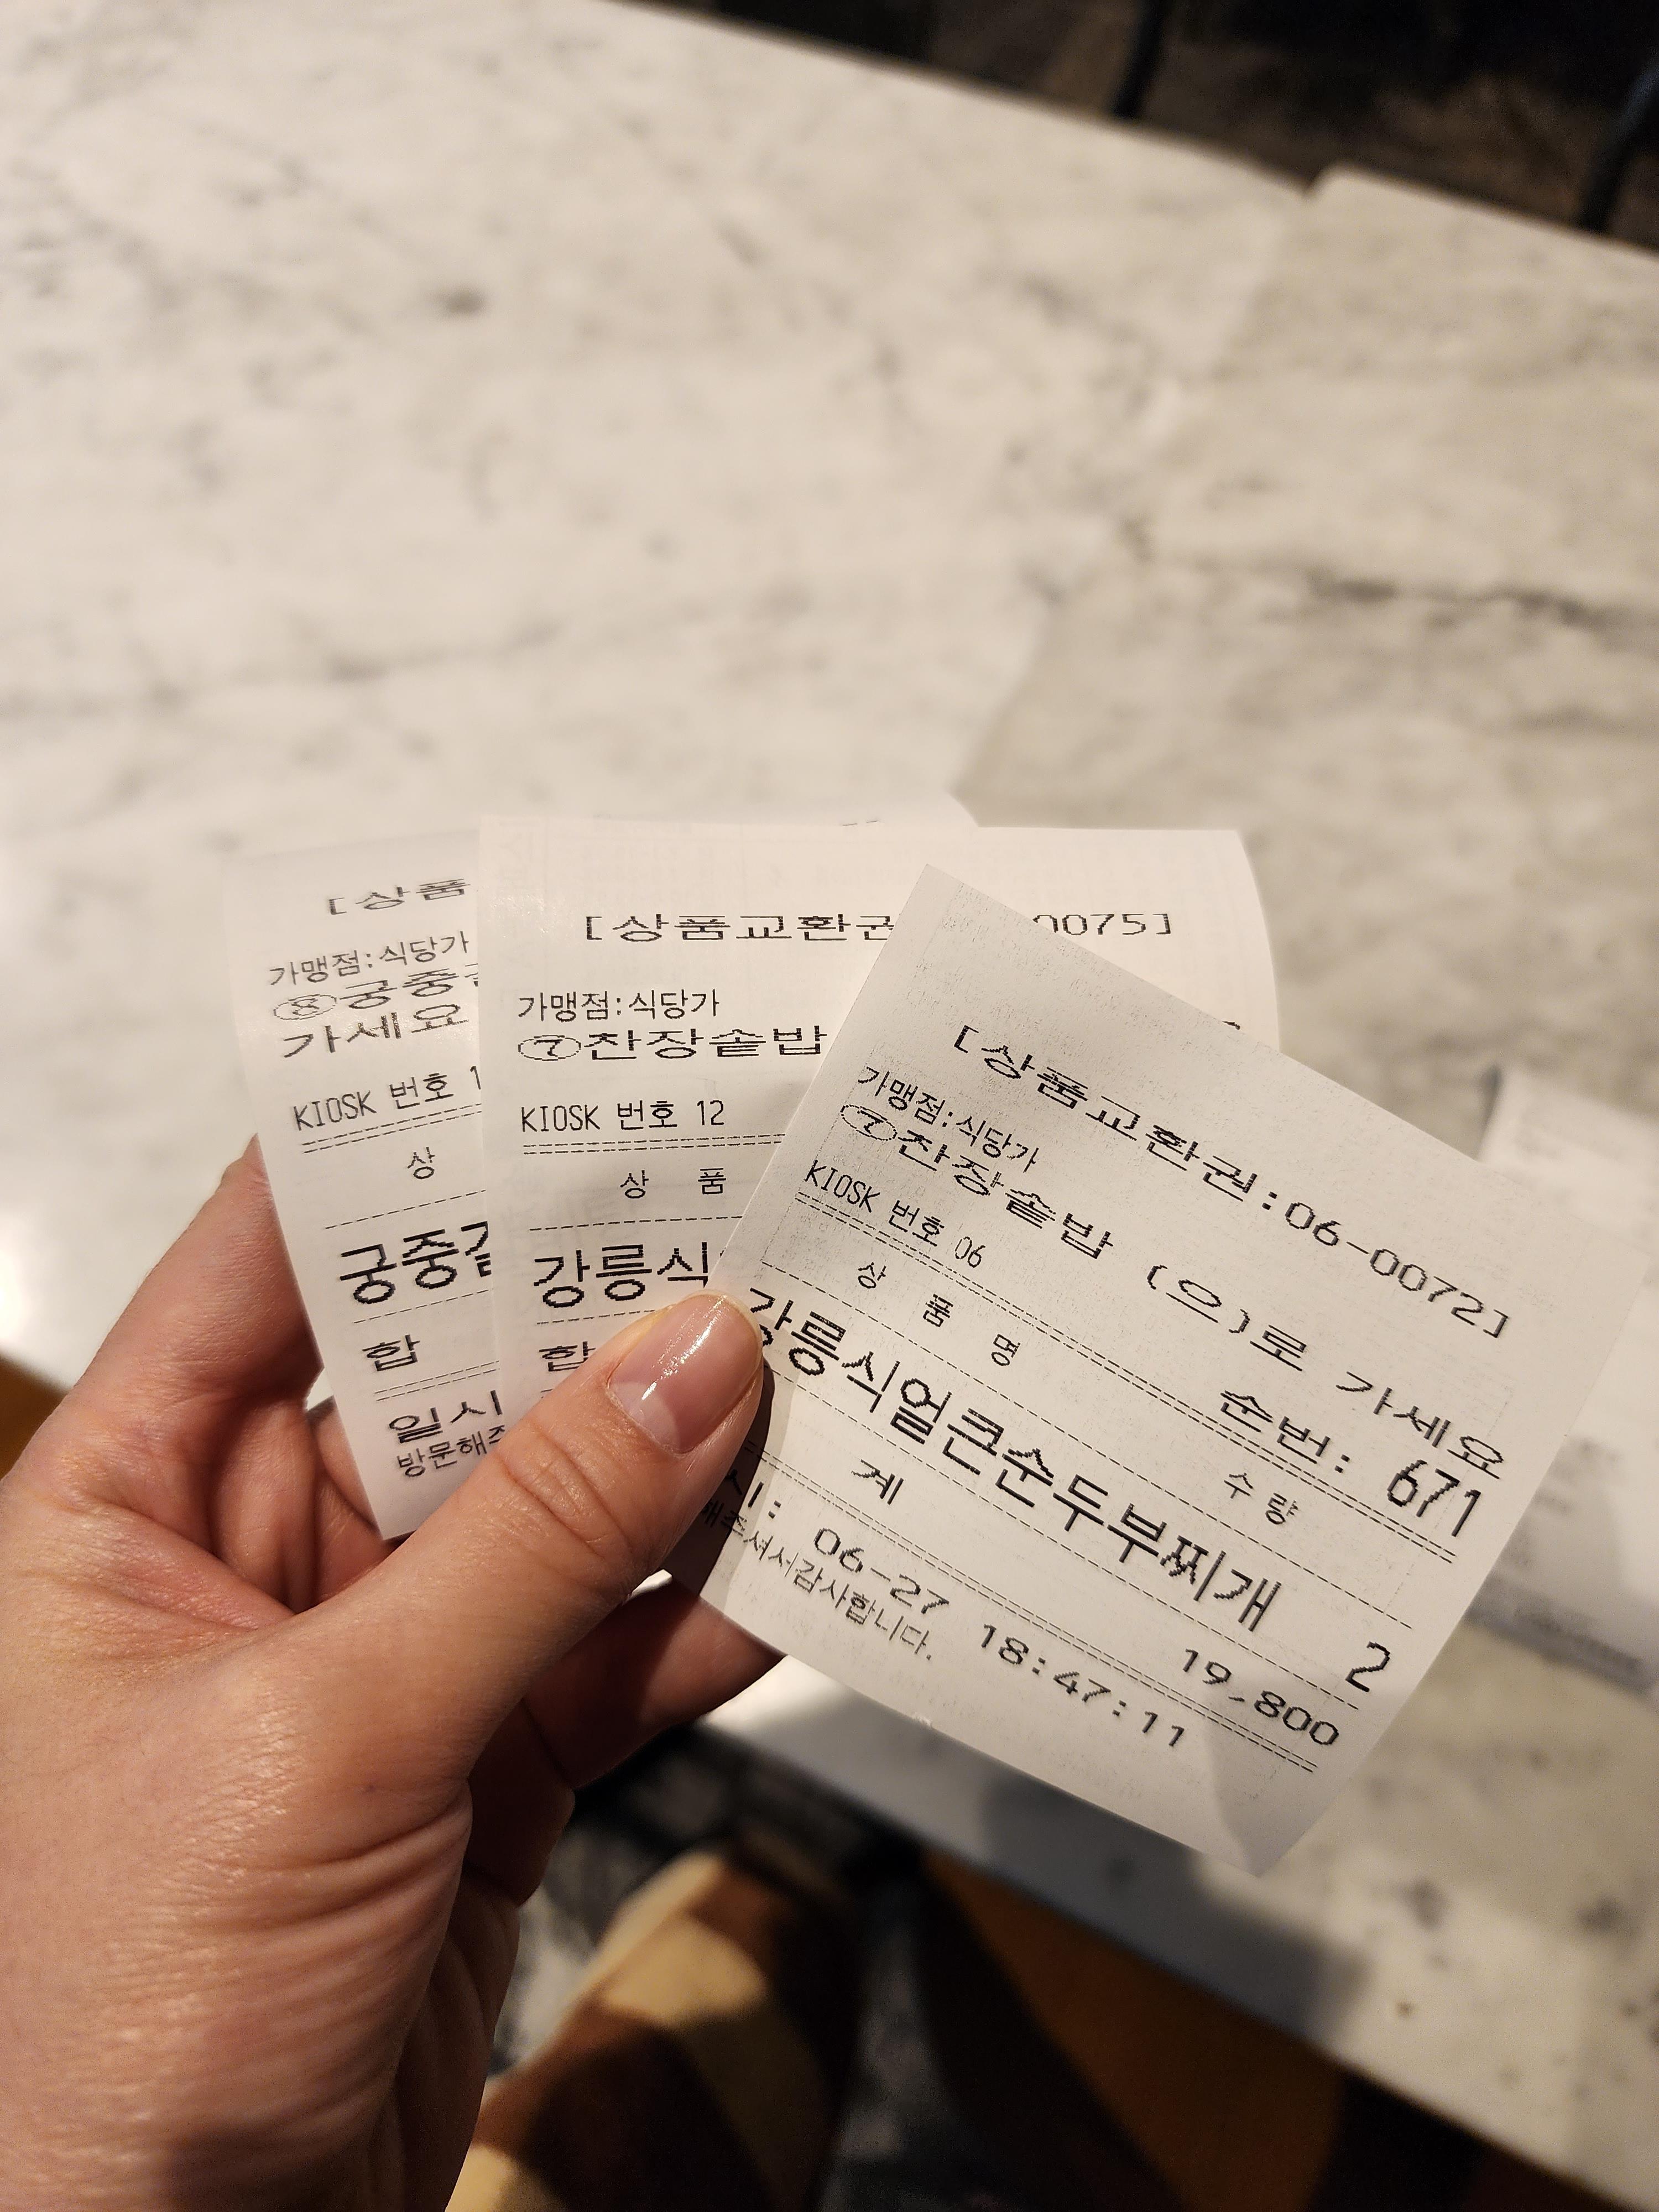 [상품
가맹점:식당가
⑧궁중
가세요
KIOSK 번호 1
상
궁중
합
일시
방문해주
[상품교환권
0075]
가맹점:식당가
⑦찬장솥밥
KIOSK 번호 12
상 품
강릉식
합
[상품교환권:06-0072]
가맹점:식당가
⑦찬장솥밥 (으)로 가세요
KIOSK 번호 06 순번: 671
상 품 명 수 량
강릉식얼큰순두부찌개 2
계 19,800
시: 06-27 18:47:11
해주셔서감사합니다.